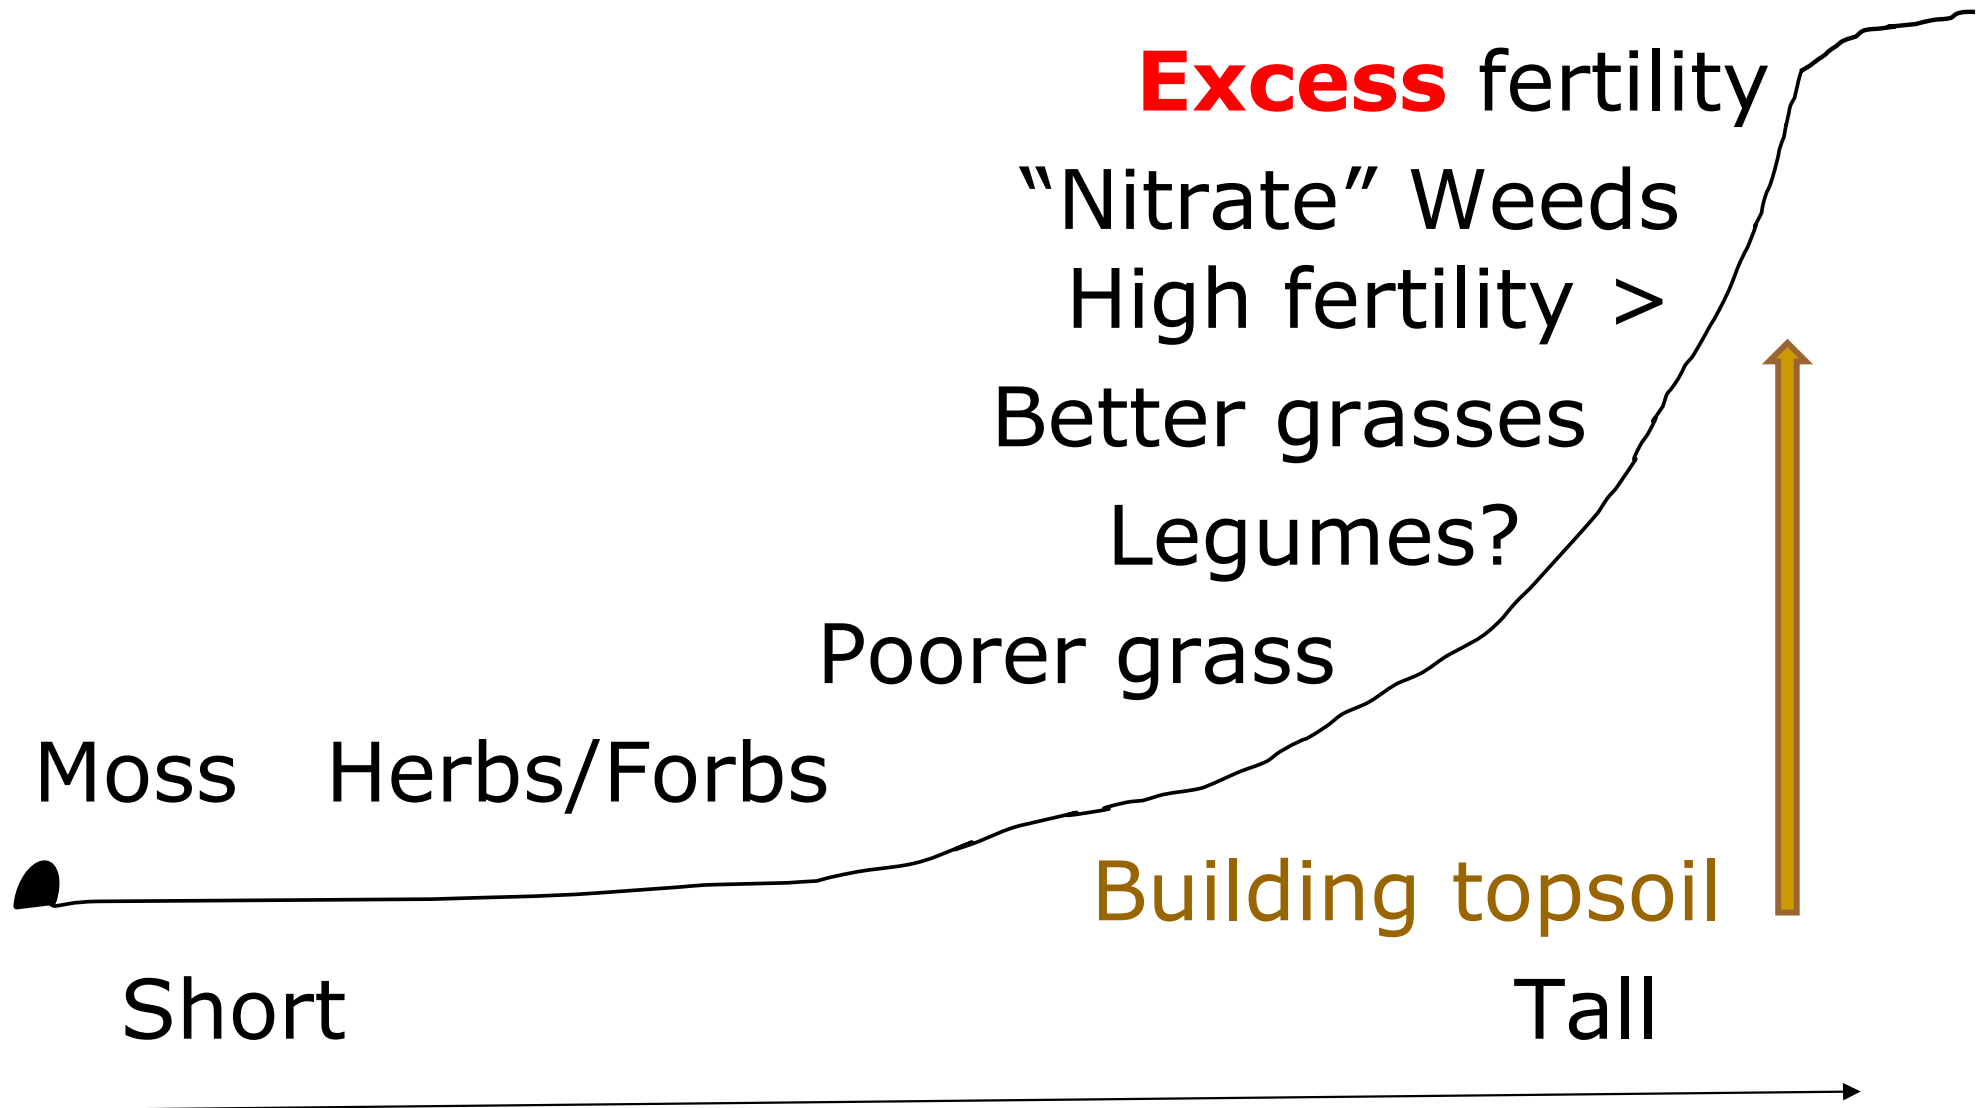 Excess fertility
“Nitrate” Weeds
High fertility >
Better grasses
Legumes?
Poorer grass
Moss Herbs/Forbs
Building topsoil
Short Tall